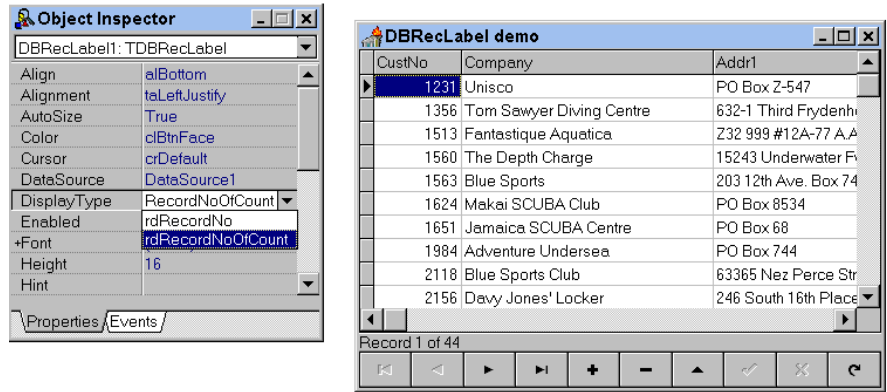 Object Inspector
DBRecLabel1: TDBRecLabel
Align alBottom
Alignment taLeftJustify
AutoSize True
Color clBtnFace
Cursor crDefault
DataSource DataSource1
DisplayType RecordNoOfCount
Enabled rdRecordNo
+Font rdRecordNoOfCount
Height 16
Hint
Properties Events
DBRecLabel demo
CustNo Company Addr1
1231 Unisco PO Box Z-547
1356 Tom Sawyer Diving Centre 632-1 Third Frydenh
1513 Fantastique Aquatica Z32 999 #12A-77 A.A
1560 The Depth Charge 15243 Underwater F
1563 Blue Sports 203 12th Ave. Box 74
1624 Makai SCUBA Club PO Box 8534
1651 Jamaica SCUBA Centre PO Box 68
1984 Adventure Undersea PO Box 744
2118 Blue Sports Club 63365 Nez Perce Str
2156 Davy Jones' Locker 246 South 16th Place
Record 1 of 44